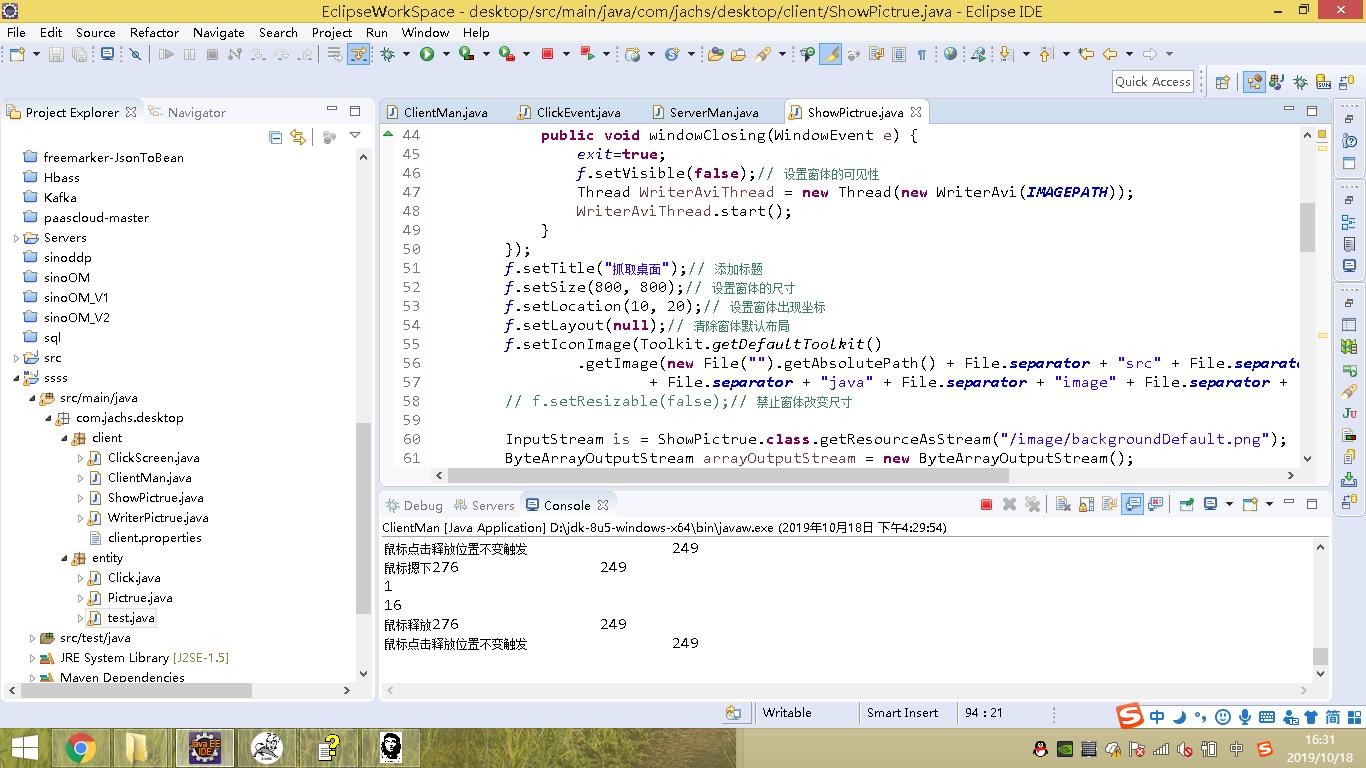 EclipseWorkSpace - desktop/src/main/java/com/jachs/desktop/client/ShowPictrue.java - Eclipse IDE
File Edit Source Refactor Navigate Search Project Run Window Help
Quick Access
Project Explorer Navigator
freemarker-JsonToBean
Hbass
Kafka
paascloud-master
Servers
sinoddp
sinoOM
sinoOM_V1
sinoOM_V2
sql
src
ssss
src/main/java
com.jachs.desktop
client
ClickScreen.java
ClientMan.java
ShowPictrue.java
WriterPictrue.java
client.properties
entity
Click.java
Pictrue.java
test.java
src/test/java
JRE System Library [J2SE-1.5]
Maven Dependencies
ClientMan.java ClickEvent.java ServerMan.java ShowPictrue.java
44 public void windowClosing(WindowEvent e) {
45 exit=true;
46 f.setVisible(false);// 设置窗体的可见性
47 Thread WriterAviThread = new Thread(new WriterAvi(IMAGEPATH));
48 WriterAviThread.start();
49 }
50 });
51 f.setTitle("抓取桌面");// 添加标题
52 f.setSize(800, 800);// 设置窗体的尺寸
53 f.setLocation(10, 20);// 设置窗体出现坐标
54 f.setLayout(null);// 清除窗体默认布局
55 f.setIconImage(Toolkit.getDefaultToolkit()
56 .getImage(new File("").getAbsolutePath() + File.separator + "src" + File.separat
57 + File.separator + "java" + File.separator + "image" + File.separator +
58 // f.setResizable(false);// 禁止窗体改变尺寸
59
60 InputStream is = ShowPictrue.class.getResourceAsStream("/image/backgroundDefault.png");
61 ByteArrayOutputStream arrayOutputStream = new ByteArrayOutputStream();
Debug Servers Console
ClientMan [Java Application] D:\jdk-8u5-windows-x64\bin\javaw.exe (2019年10月18日 下午4:29:54)
鼠标点击释放位置不变触发 249
鼠标摁下276 249
1
16
鼠标释放276 249
鼠标点击释放位置不变触发 249
Writable Smart Insert 94 : 21
中 简
Java EE IDE
中
16:31
2019/10/18